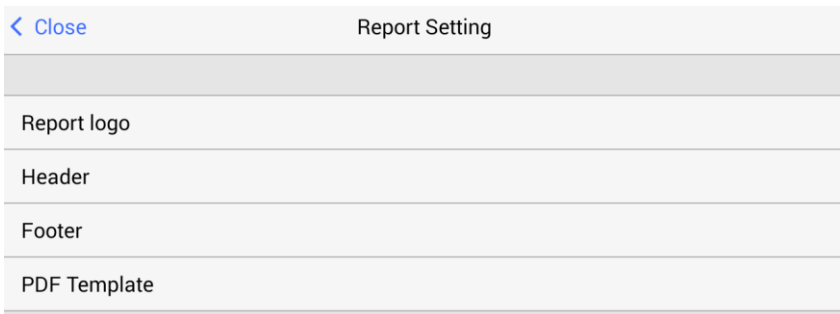 Close Report Setting
Report logo
Header
Footer
PDF Template